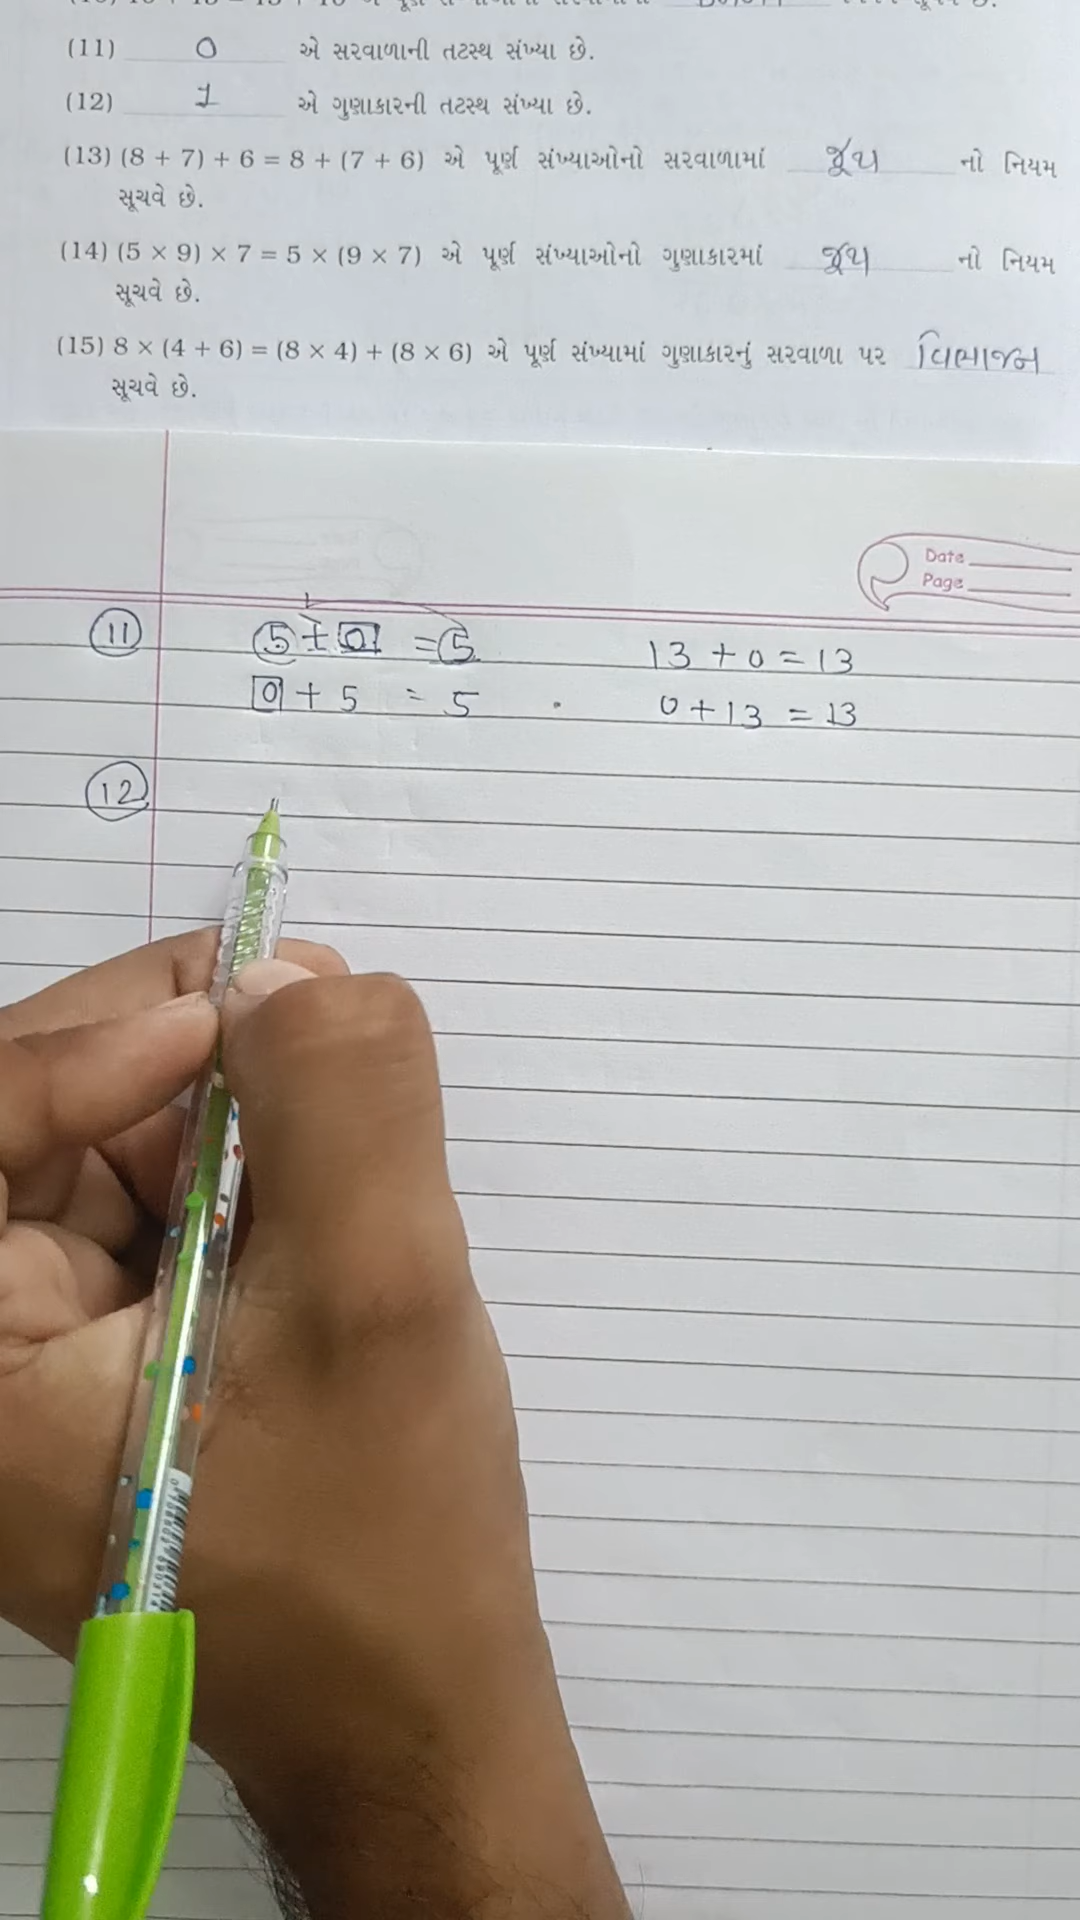 (11) 0 એ સરવાળાની તટસ્થ સંખ્યા છે.
(12) 1 એ ગુણાકારની તટસ્થ સંખ્યા છે.
(13) (8 + 7) + 6 = 8 + (7 + 6) એ પૂર્ણ સંખ્યાઓનો સરવાળામાં જૂથ નો નિયમ
સૂચવે છે.
(14) (5 × 9) × 7 = 5 × (9 × 7) એ પૂર્ણ સંખ્યાઓનો ગુણાકારમાં જૂથ નો નિયમ
સૂચવે છે.
(15) 8 × (4 + 6) = (8 × 4) + (8 × 6) એ પૂર્ણ સંખ્યામાં ગુણાકારનું સરવાળા પર વિભાજન
સૂચવે છે.
Date
Page
11 5 + 0 = 5 13 + 0 = 13
0 + 5 = 5 0 + 13 = 13
12